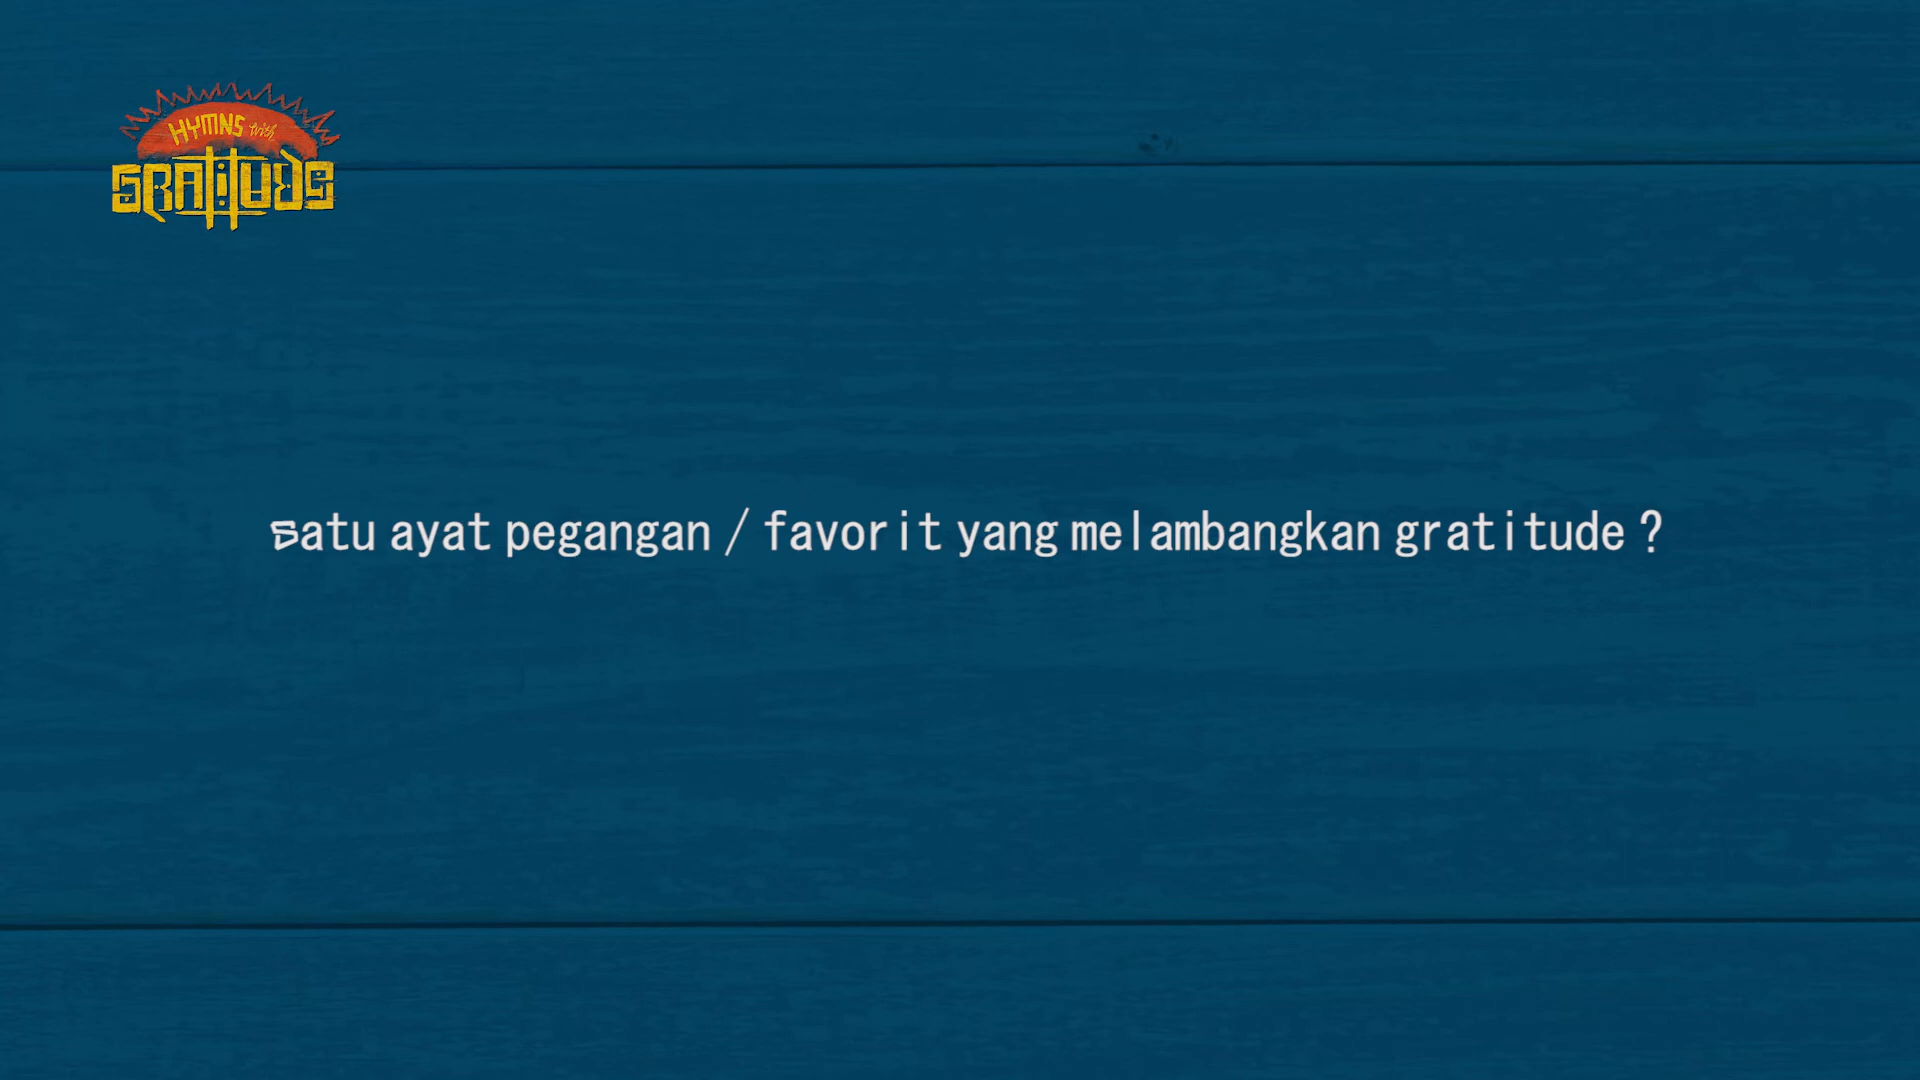 HYMNS with
GRATITUDE
Satu ayat pegangan / favorit yang melambangkan gratitude ?